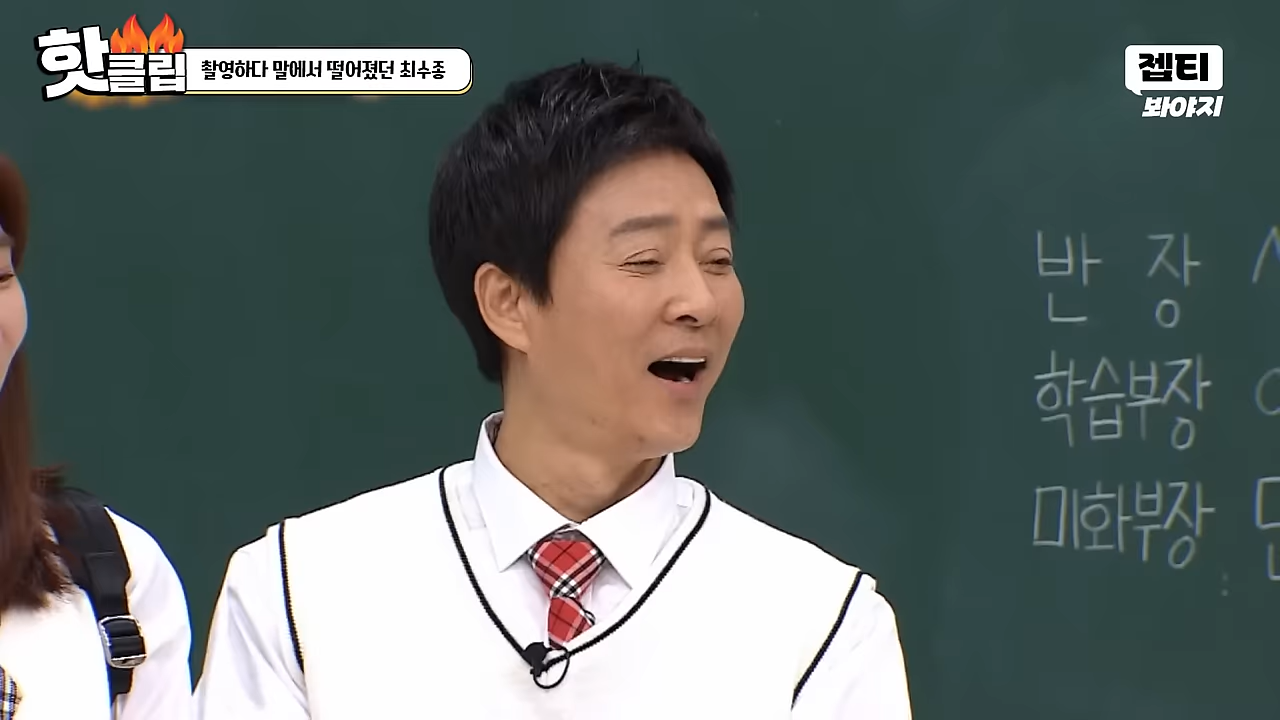 핫클립
촬영하다 말에서 떨어졌던 최수종
젭티
봐야지
반 장
학습부장
미화부장